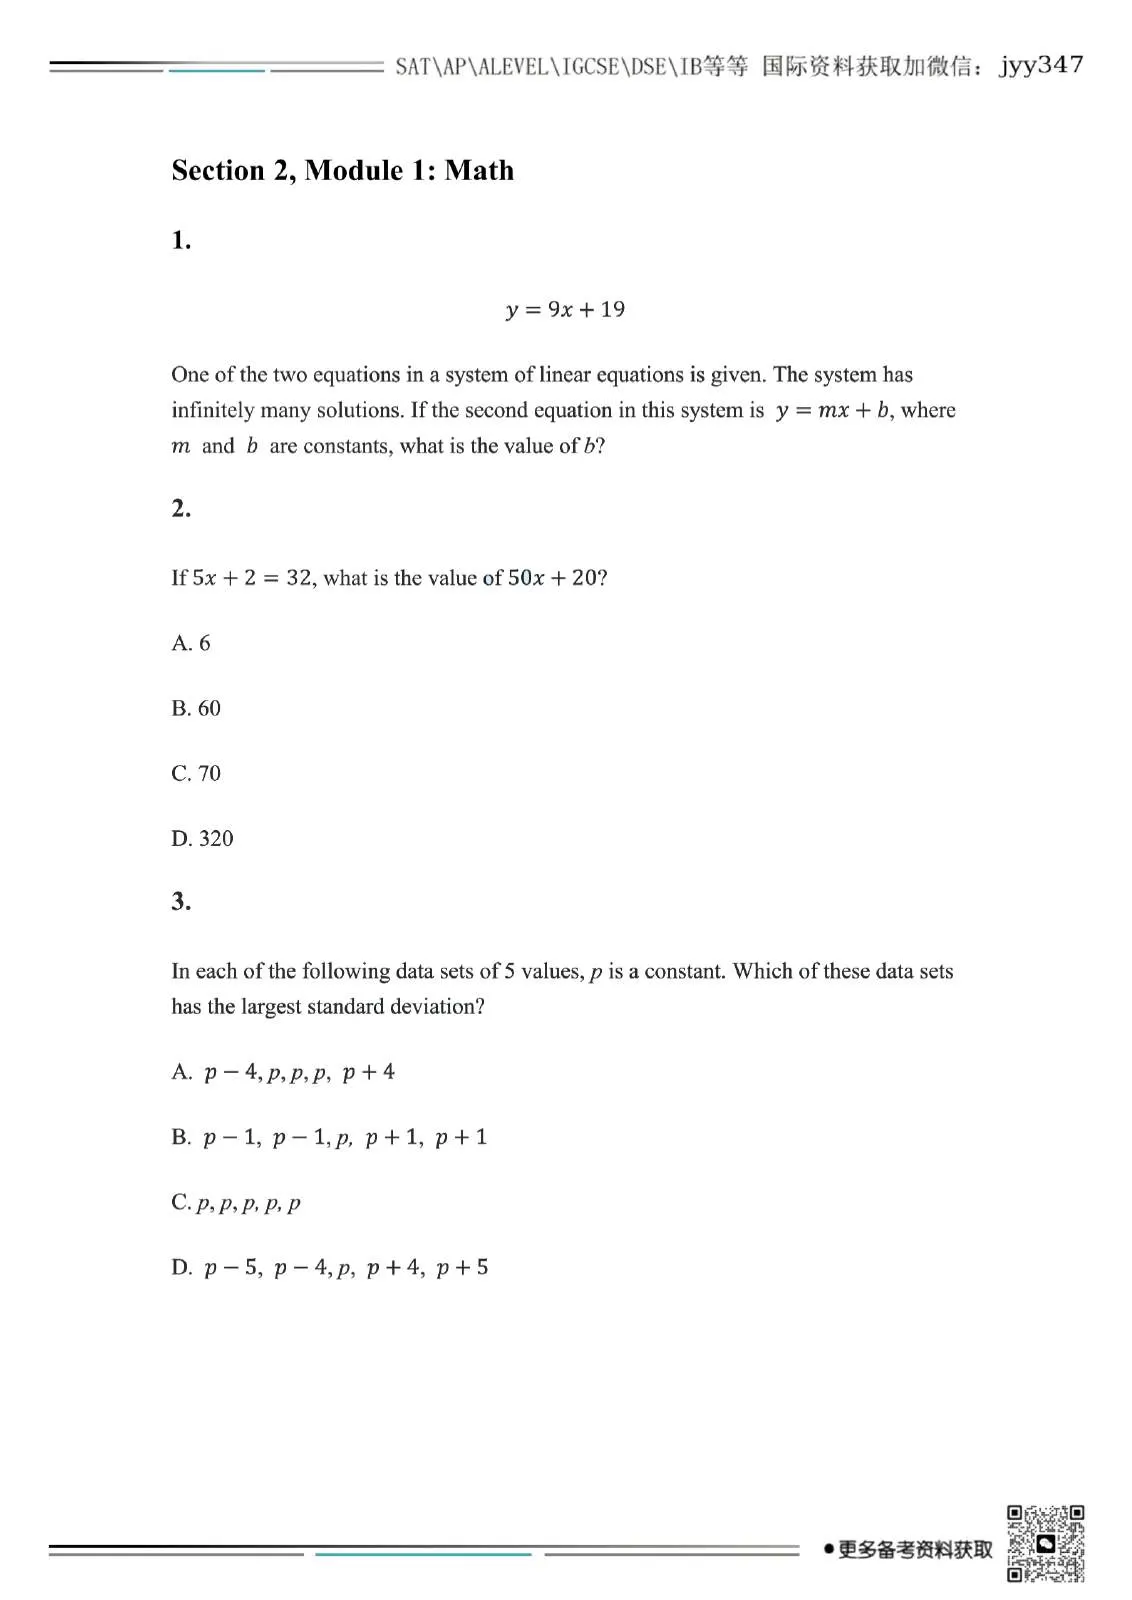 SAT\AP\ALEVEL\IGCSE\DSE\IB等等 国际资料获取加微信：jyy347
Section 2, Module 1: Math
1.
y = 9x + 19
One of the two equations in a system of linear equations is given. The system has
infinitely many solutions. If the second equation in this system is y = mx + b, where
m and b are constants, what is the value of b?
2.
If 5x + 2 = 32, what is the value of 50x + 20?
A. 6
B. 60
C. 70
D. 320
3.
In each of the following data sets of 5 values, p is a constant. Which of these data sets
has the largest standard deviation?
A. p − 4, p, p, p, p + 4
B. p − 1, p − 1, p, p + 1, p + 1
C. p, p, p, p, p
D. p − 5, p − 4, p, p + 4, p + 5
●更多备考资料获取